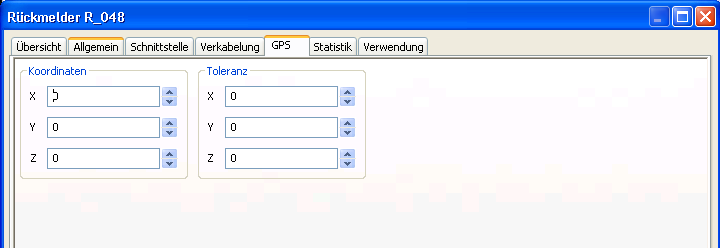 Rückmelder R_048
Übersicht Allgemein Schnittstelle Verkabelung GPS Statistik Verwendung
Koordinaten Toleranz
X X 0
Y 0 Y 0
Z 0 Z 0